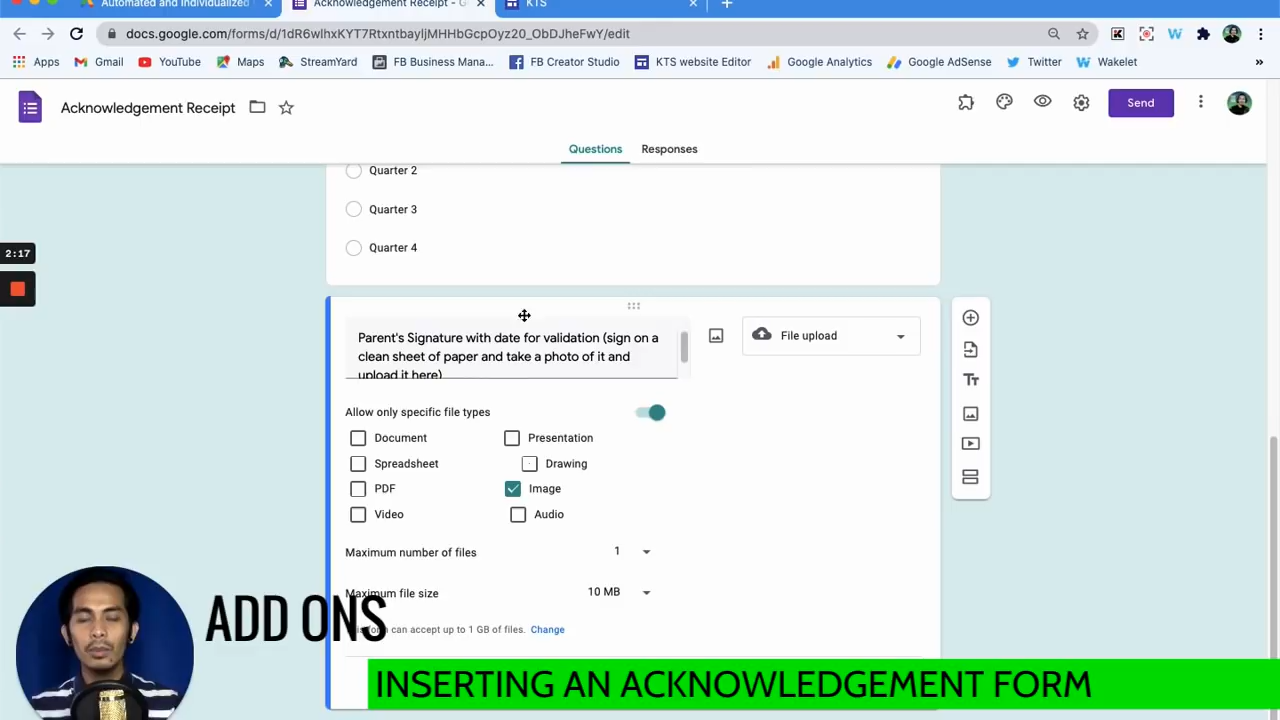 Automated and Individualized
Acknowledgement Receipt - G
KTS
docs.google.com/forms/d/1dR6wlhxKYT7RtxntbayljMHHbGcpOyz20_ObDJheFwY/edit
Apps
Gmail
YouTube
Maps
StreamYard
FB Business Mana...
FB Creator Studio
KTS website Editor
Google Analytics
Google AdSense
Twitter
Wakelet
»
Acknowledgement Receipt
Send
Questions
Responses
Quarter 2
Quarter 3
Quarter 4
2:17
Parent's Signature with date for validation (sign on a
clean sheet of paper and take a photo of it and
upload it here)
File upload
Allow only specific file types
Document
Presentation
Spreadsheet
Drawing
PDF
Image
Video
Audio
Maximum number of files
1
Maximum file size
10 MB
form can accept up to 1 GB of files. Change
ADD ONS
INSERTING AN ACKNOWLEDGEMENT FORM